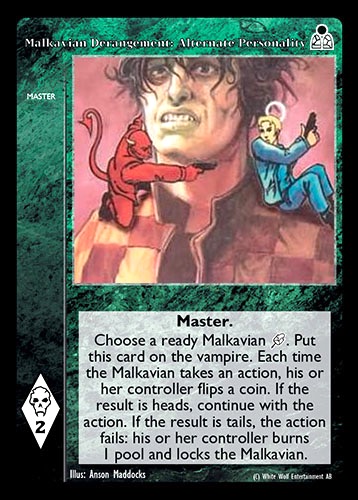 Malkavian Derangement: Alternate Personality
MASTER
Master.
Choose a ready Malkavian. Put
this card on the vampire. Each time
the Malkavian takes an action, his or
her controller flips a coin. If the
result is heads, continue with the
action. If the result is tails, the action
fails: his or her controller burns
1 pool and locks the Malkavian.
2
Illus: Anson Maddocks
(C) White Wolf Entertainment AB